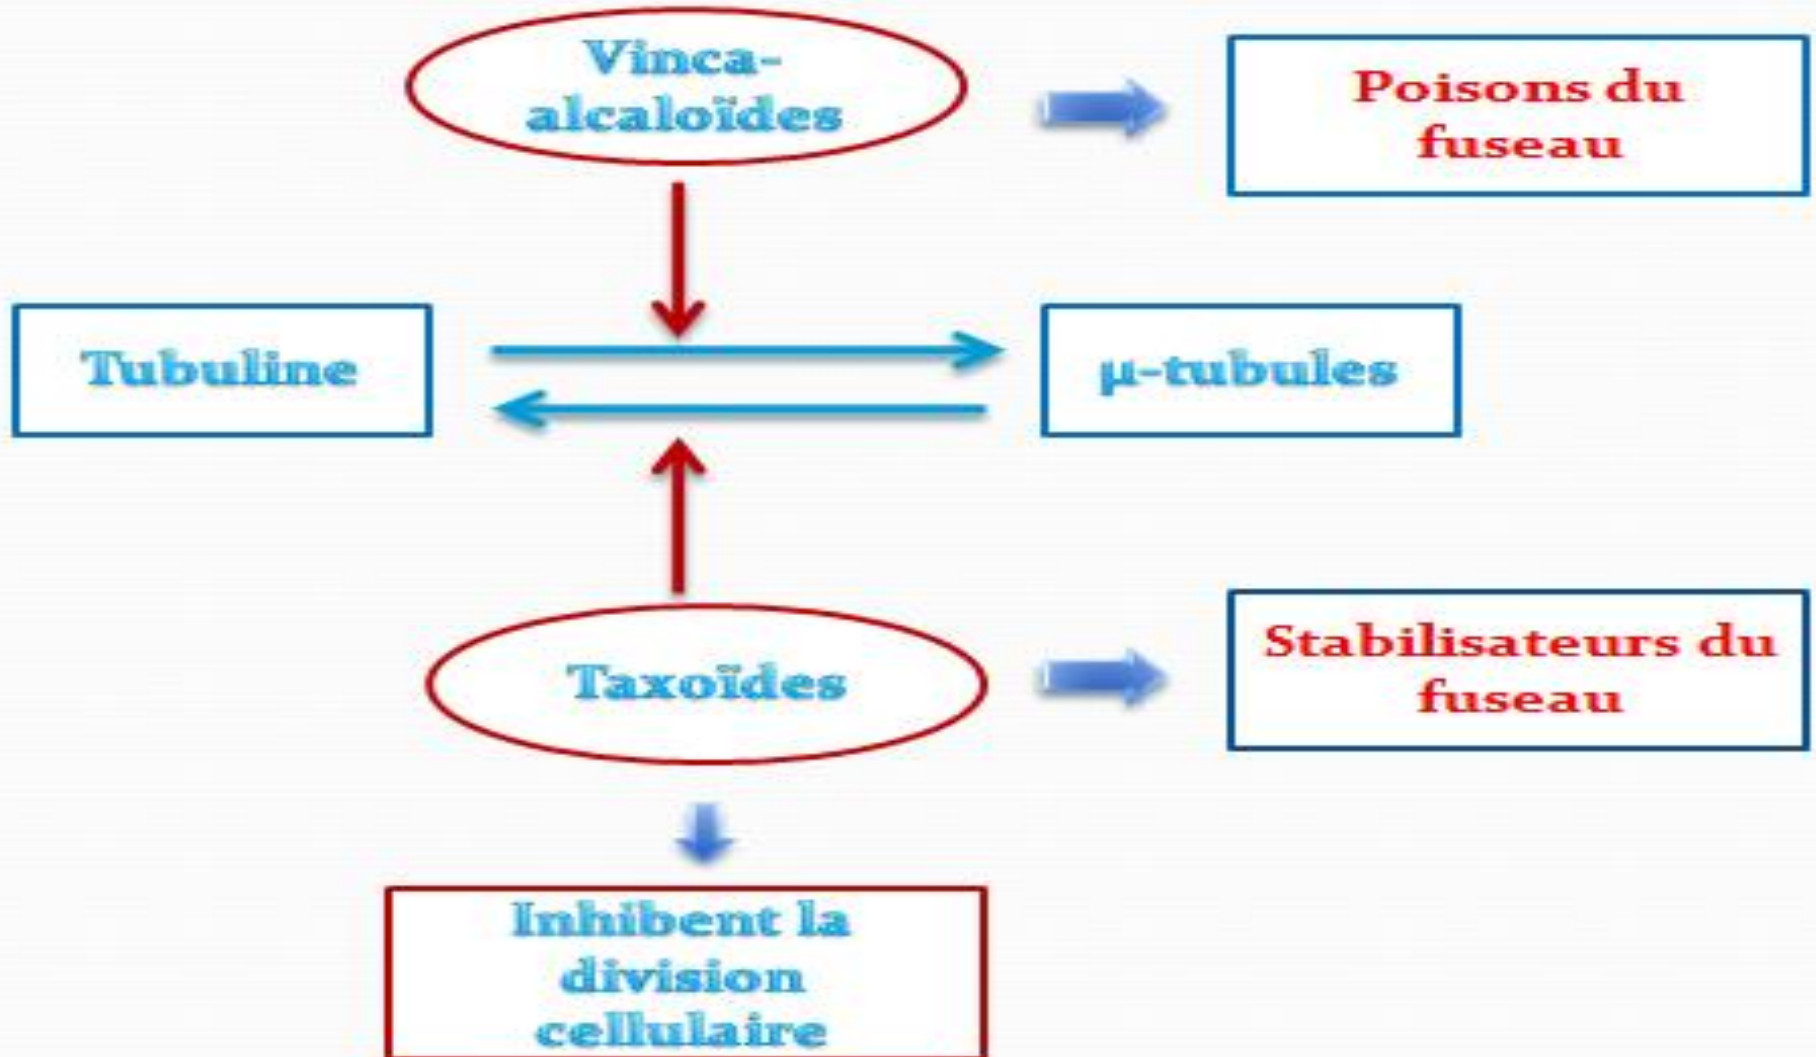 Vinca-
alcaloïdes
Poisons du
fuseau
Tubuline
µ-tubules
Taxoïdes
Stabilisateurs du
fuseau
Inhibent la
division
cellulaire